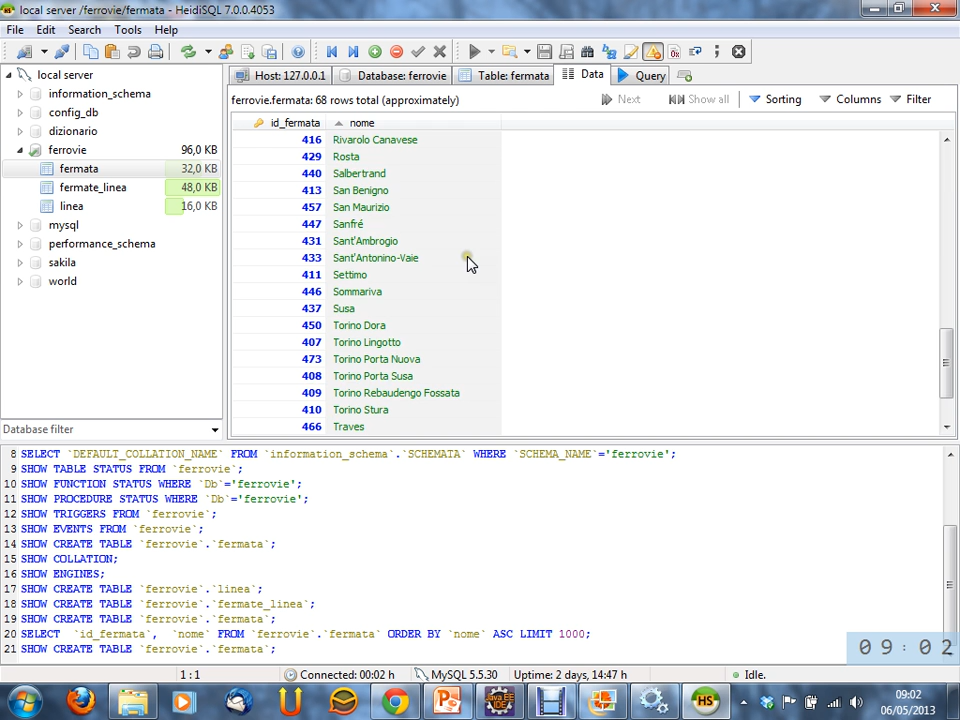 local server /ferrovie/fermata - HeidiSQL 7.0.0.4053
File Edit Search Tools Help
local server
information_schema
config_db
dizionario
ferrovie 96,0 KB
fermata 32,0 KB
fermate_linea 48,0 KB
linea 16,0 KB
mysql
performance_schema
sakila
world
Database filter
Host: 127.0.0.1 Database: ferrovie Table: fermata Data Query
ferrovie.fermata: 68 rows total (approximately) Next Show all Sorting Columns Filter
id_fermata nome
416 Rivarolo Canavese
429 Rosta
440 Salbertrand
413 San Benigno
457 San Maurizio
447 Sanfré
431 Sant'Ambrogio
433 Sant'Antonino-Vaie
411 Settimo
446 Sommariva
437 Susa
450 Torino Dora
407 Torino Lingotto
473 Torino Porta Nuova
408 Torino Porta Susa
409 Torino Rebaudengo Fossata
410 Torino Stura
466 Traves
8 SELECT `DEFAULT_COLLATION_NAME` FROM `information_schema`.`SCHEMATA` WHERE `SCHEMA_NAME`='ferrovie';
9 SHOW TABLE STATUS FROM `ferrovie`;
10 SHOW FUNCTION STATUS WHERE `Db`='ferrovie';
11 SHOW PROCEDURE STATUS WHERE `Db`='ferrovie';
12 SHOW TRIGGERS FROM `ferrovie`;
13 SHOW EVENTS FROM `ferrovie`;
14 SHOW CREATE TABLE `ferrovie`.`fermata`;
15 SHOW COLLATION;
16 SHOW ENGINES;
17 SHOW CREATE TABLE `ferrovie`.`linea`;
18 SHOW CREATE TABLE `ferrovie`.`fermate_linea`;
19 SHOW CREATE TABLE `ferrovie`.`fermata`;
20 SELECT `id_fermata`, `nome` FROM `ferrovie`.`fermata` ORDER BY `nome` ASC LIMIT 1000;
21 SHOW CREATE TABLE `ferrovie`.`fermata`;
09:02
1 : 1 Connected: 00:02 h MySQL 5.5.30 Uptime: 2 days, 14:47 h Idle.
Java EE IDE
HS
09:02
06/05/2013